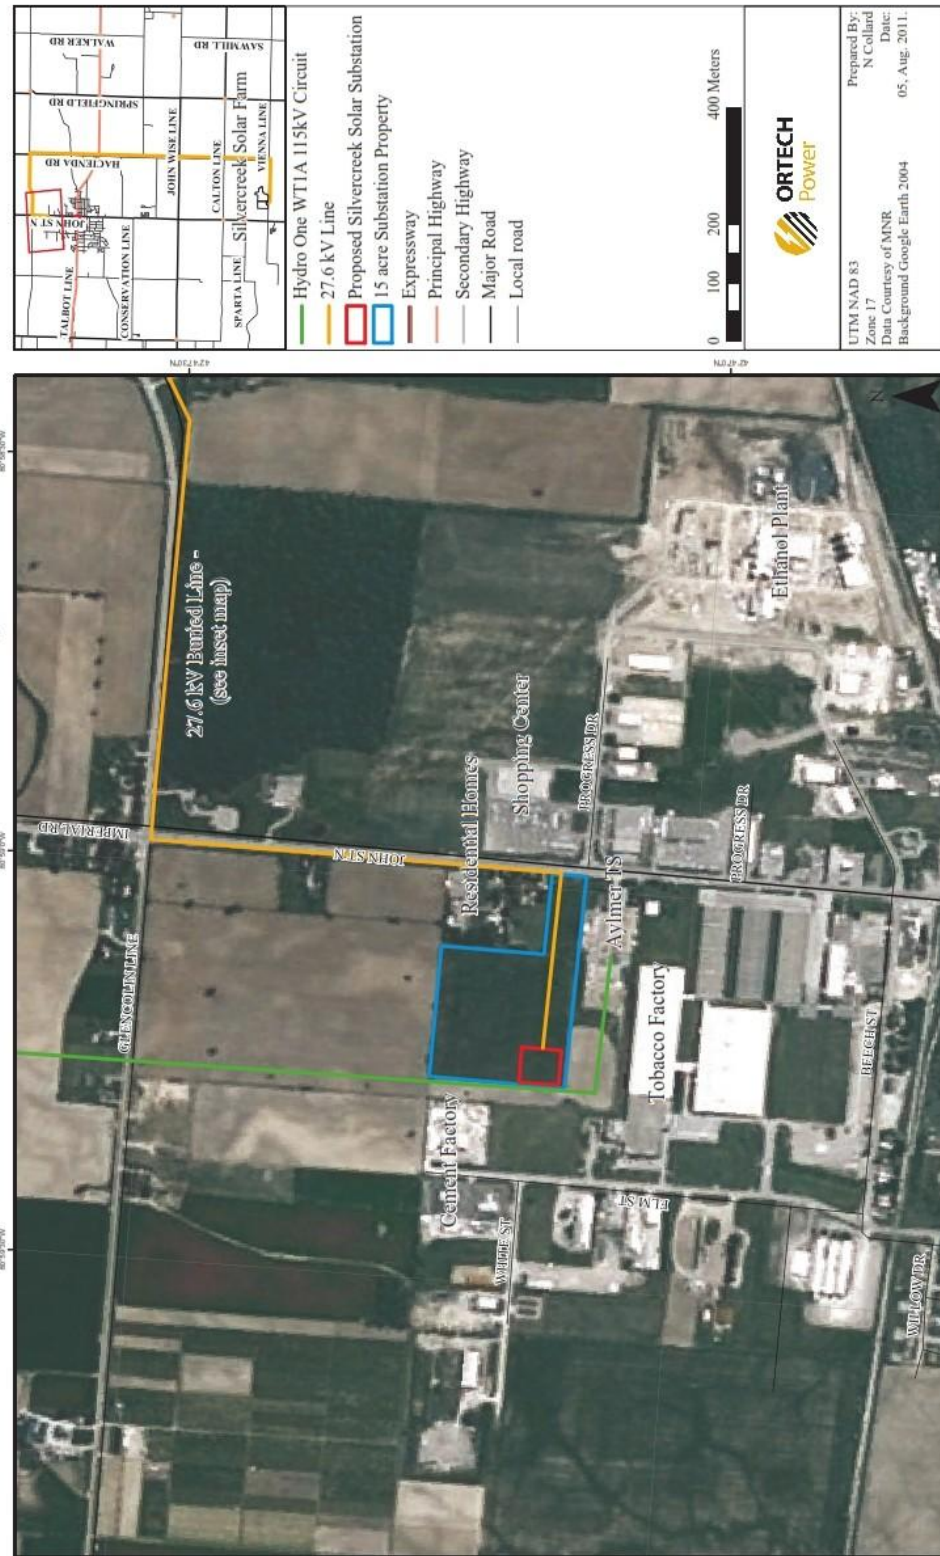 WALKER RD
SAWMILL RD
SPRINGFIELD RD
HACIENDA RD
JOHN WISE LINE
CALTON LINE
VIENNA LINE
Silvercreek Solar Farm
JOHN ST N
TALBOT LINE
CONSERVATION LINE
SPARTA LINE
Hydro One WT1A 115kV Circuit
27.6 kV Line
Proposed Silvercreek Solar Substation
15 acre Substation Property
Expressway
Principal Highway
Secondary Highway
Major Road
Local road
0 100 200 400 Meters
ORTECH
Power
UTM NAD 83
Zone 17
Data Courtesy of MNR
Background Google Earth 2004
Prepared By:
N Collard
Date:
05, Aug. 2011.
42°47'30"N
42°47'0"N
N
27.6 kV Buried Line -
(see inset map)
IMPERIAL RD
GLENCOLIN LINE
JOHN ST N
Residential Homes
Shopping Center
PROGRESS DR
Ethanol Plant
PROGRESS DR
Aylmer TS
Cement Factory
Tobacco Factory
WHITE ST
ELM ST
BEECH ST
WILLOW DR